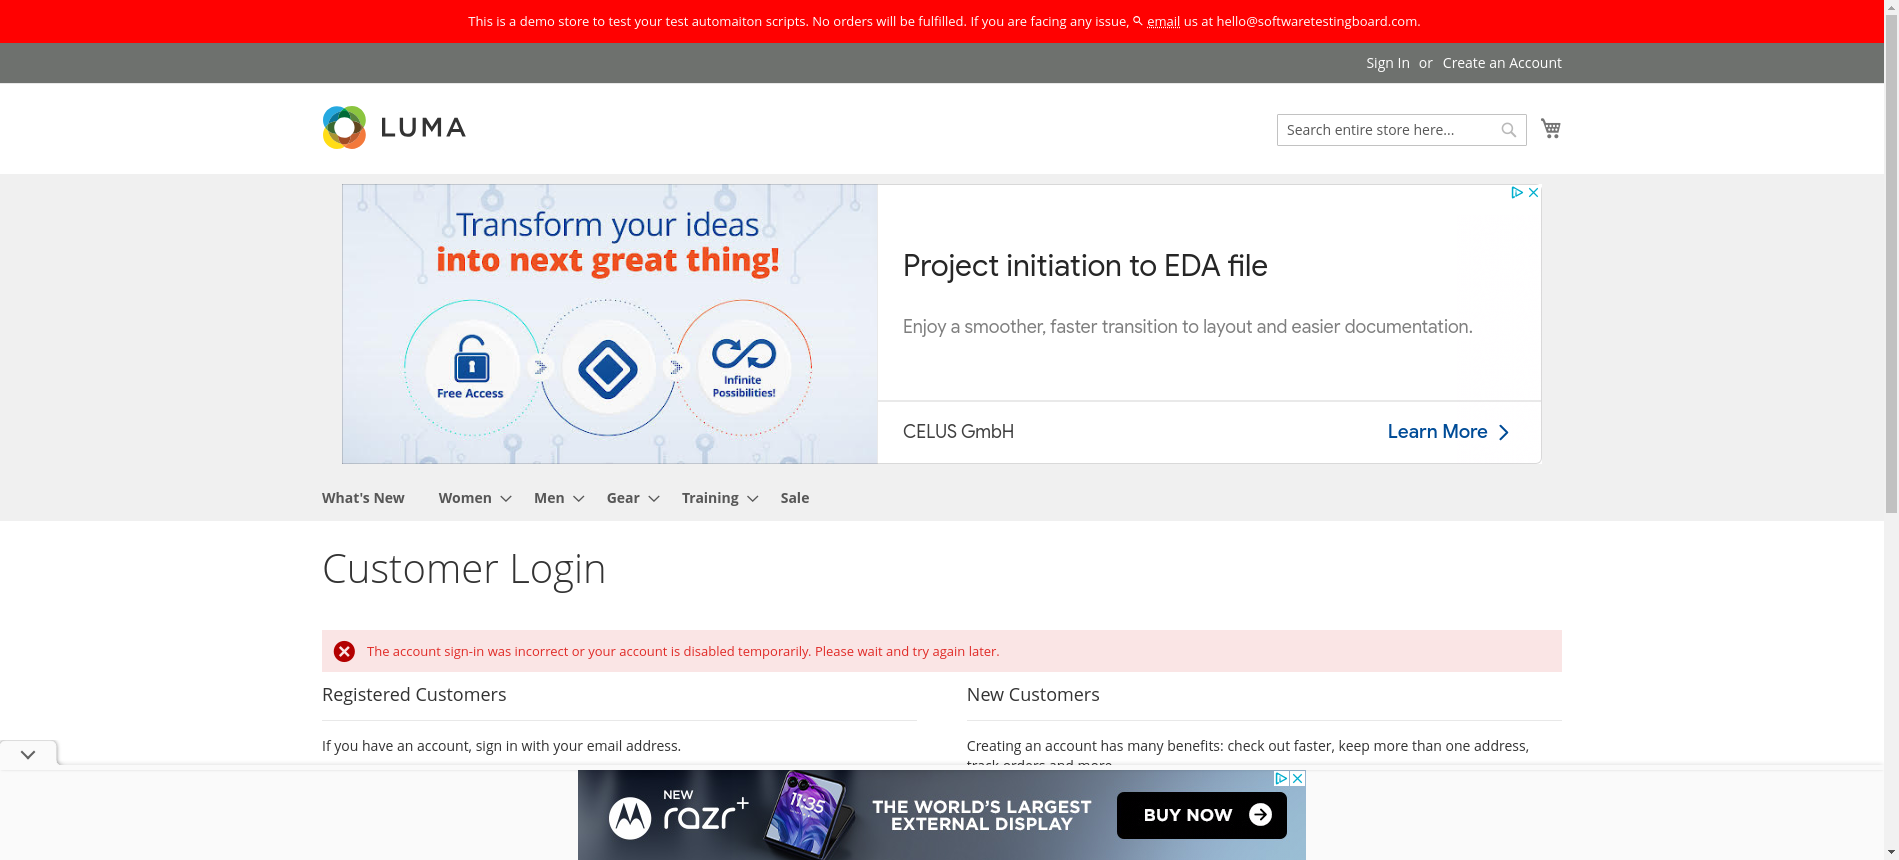 This is a demo store to test your test automaiton scripts. No orders will be fulfilled. If you are facing any issue, email us at hello@softwaretestingboard.com.
Sign In or Create an Account
LUMA
Search entire store here...
Transform your ideas
into next great thing!
Free Access
Infinite
Possibilities!
Project initiation to EDA file
Enjoy a smoother, faster transition to layout and easier documentation.
CELUS GmbH
Learn More
What's New Women Men Gear Training Sale
Customer Login
The account sign-in was incorrect or your account is disabled temporarily. Please wait and try again later.
Registered Customers
If you have an account, sign in with your email address.
New Customers
Creating an account has many benefits: check out faster, keep more than one address,
track orders and more.
NEW
razr+
11:35
THE WORLD'S LARGEST
EXTERNAL DISPLAY
BUY NOW